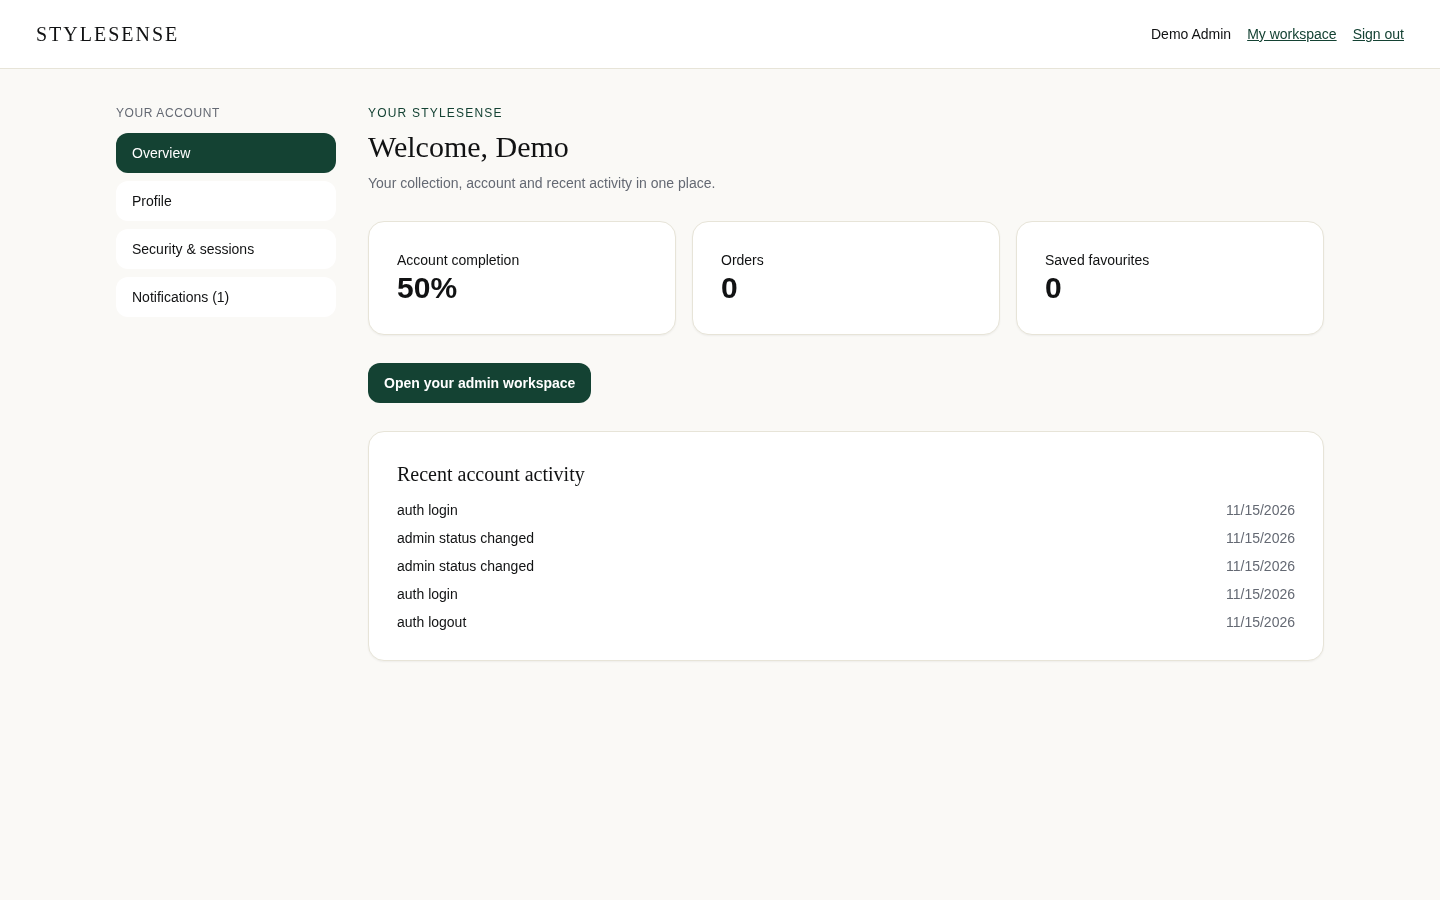 STYLESENSE
Demo Admin My workspace Sign out
YOUR ACCOUNT
Overview
Profile
Security & sessions
Notifications (1)
YOUR STYLESENSE
Welcome, Demo
Your collection, account and recent activity in one place.
Account completion
50%
Orders
0
Saved favourites
0
Open your admin workspace
Recent account activity
auth login 11/15/2026
admin status changed 11/15/2026
admin status changed 11/15/2026
auth login 11/15/2026
auth logout 11/15/2026